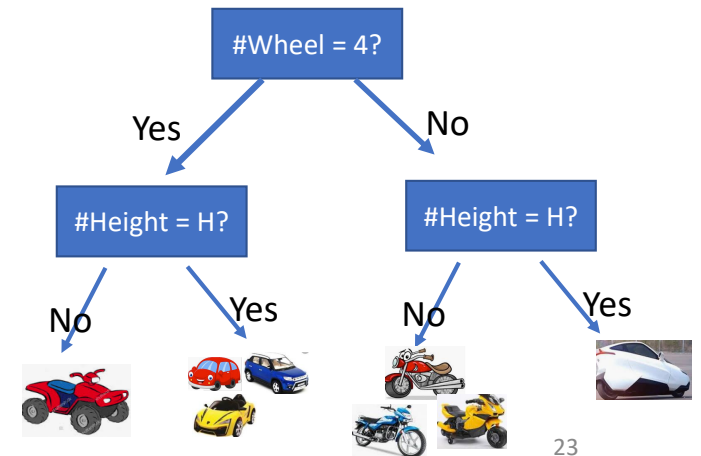 #Wheel = 4?
Yes
No
#Height = H?
#Height = H?
No
Yes
No
Yes
23